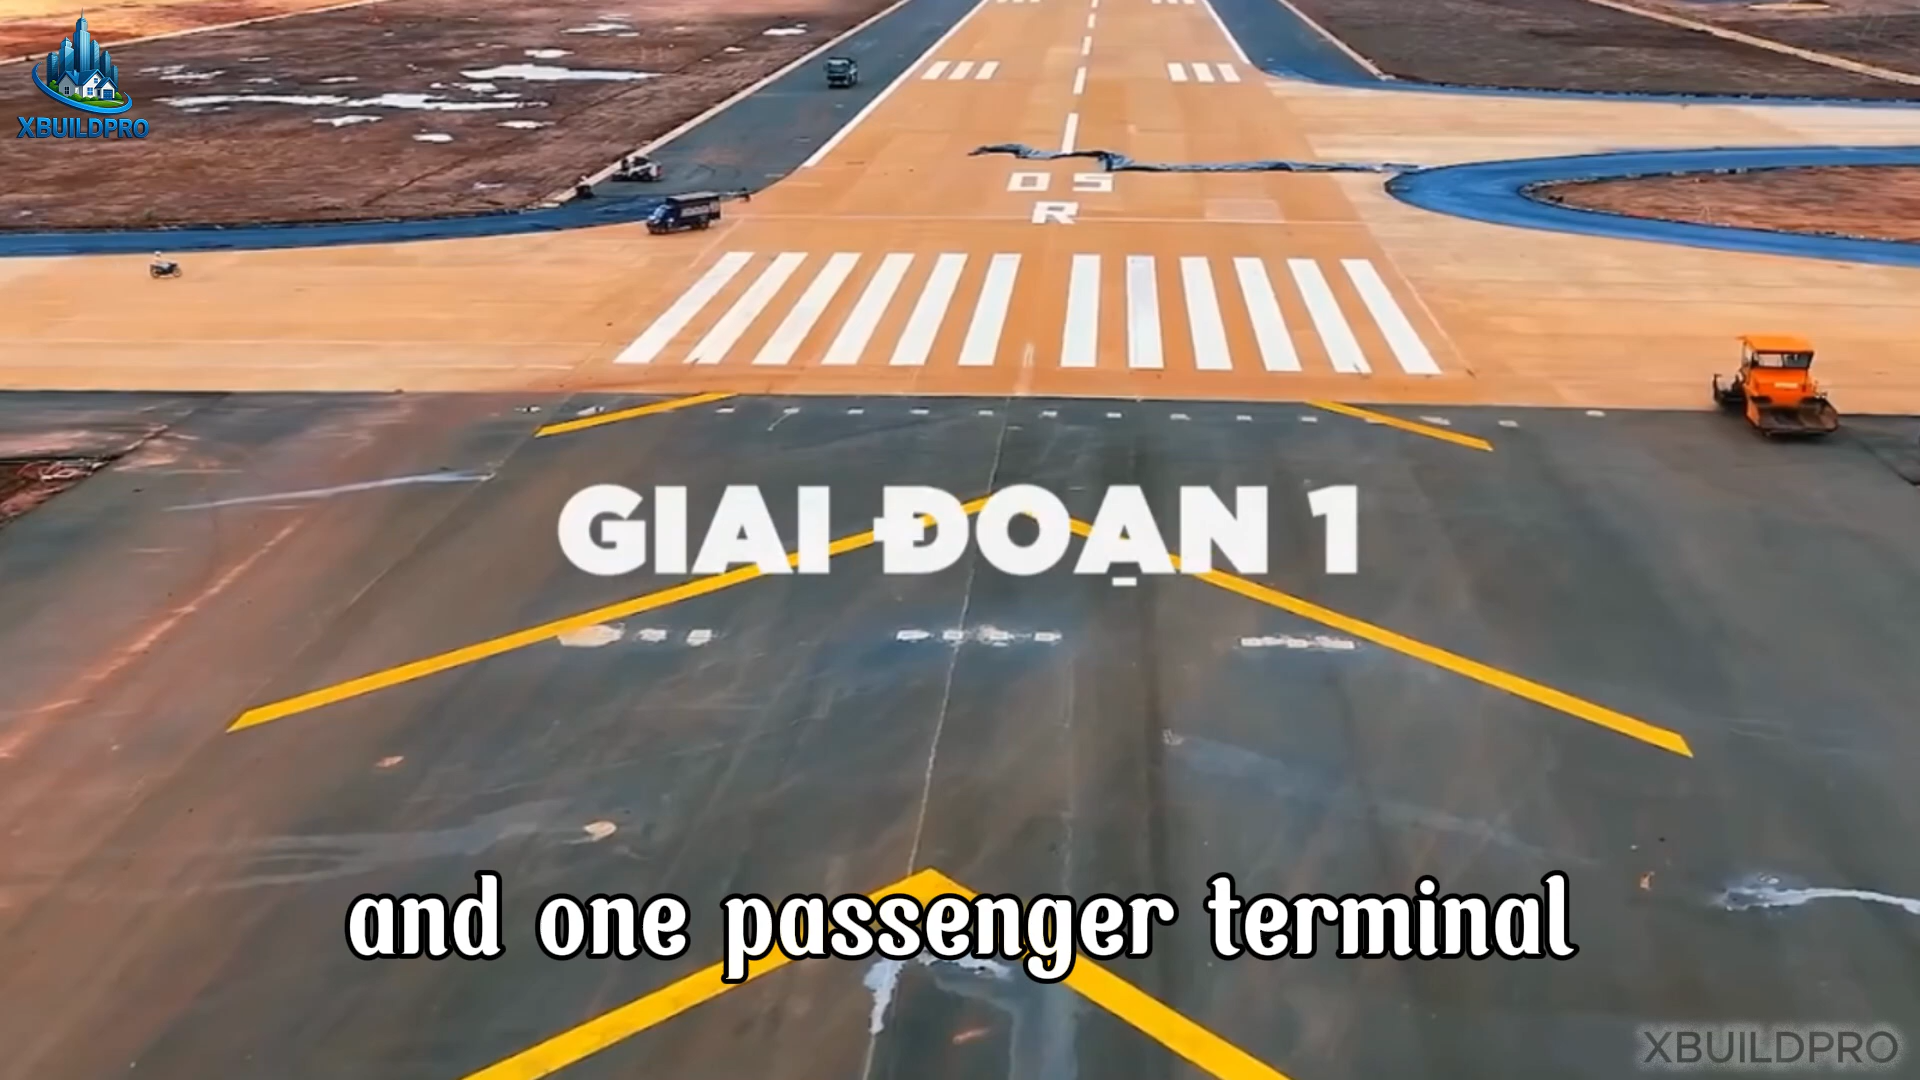 XBUILDPRO
05
R
GIAI ĐOẠN 1
and one passenger terminal
XBUILDPRO